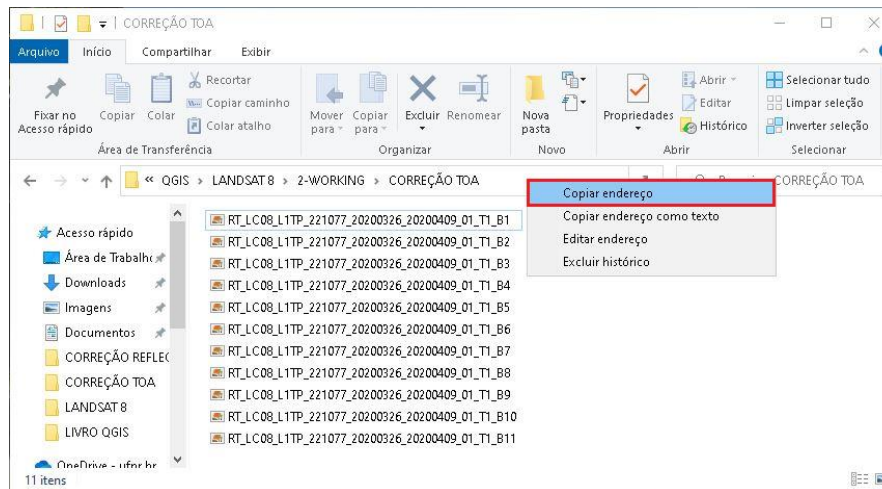 CORREÇÃO TOA
Arquivo Início Compartilhar Exibir
Fixar no Acesso rápido
Copiar
Colar
Recortar
Copiar caminho
Colar atalho
Mover para
Copiar para
Excluir
Renomear
Nova pasta
Propriedades
Abrir
Editar
Histórico
Selecionar tudo
Limpar seleção
Inverter seleção
Área de Transferência Organizar Novo Abrir Selecionar
« QGIS > LANDSAT 8 > 2-WORKING > CORREÇÃO TOA
CORREÇÃO TOA
Copiar endereço
Copiar endereço como texto
Editar endereço
Excluir histórico
Acesso rápido
Área de Trabalho
Downloads
Imagens
Documentos
CORREÇÃO REFLEC
CORREÇÃO TOA
LANDSAT 8
LIVRO QGIS
OneDrive - ufpr.br
RT_LC08_L1TP_221077_20200326_20200409_01_T1_B1
RT_LC08_L1TP_221077_20200326_20200409_01_T1_B2
RT_LC08_L1TP_221077_20200326_20200409_01_T1_B3
RT_LC08_L1TP_221077_20200326_20200409_01_T1_B4
RT_LC08_L1TP_221077_20200326_20200409_01_T1_B5
RT_LC08_L1TP_221077_20200326_20200409_01_T1_B6
RT_LC08_L1TP_221077_20200326_20200409_01_T1_B7
RT_LC08_L1TP_221077_20200326_20200409_01_T1_B8
RT_LC08_L1TP_221077_20200326_20200409_01_T1_B9
RT_LC08_L1TP_221077_20200326_20200409_01_T1_B10
RT_LC08_L1TP_221077_20200326_20200409_01_T1_B11
11 itens